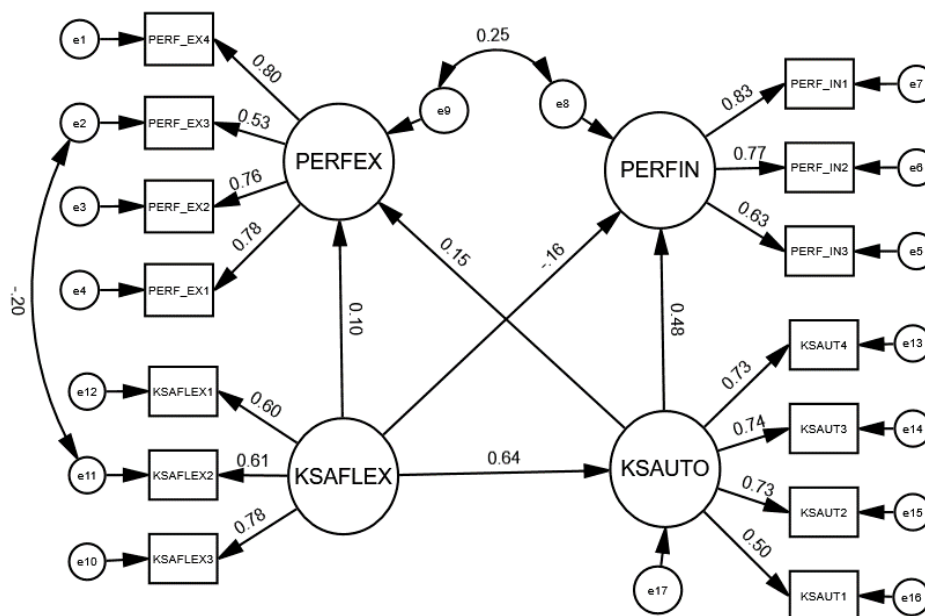 0.25
e1
PERF_EX4
0.80
e9
e8
0.83
PERF_IN1
e7
e2
PERF_EX3
0.53
PERFEX
PERFIN
0.77
PERF_IN2
e6
e3
PERF_EX2
0.76
0.63
PERF_IN3
e5
e4
PERF_EX1
0.78
0.15
-.16
-.20
0.10
0.48
KSAUT4
e13
0.73
e12
KSAFLEX1
0.60
0.74
KSAUT3
e14
e11
KSAFLEX2
0.61
KSAFLEX
0.64
KSAUTO
0.73
KSAUT2
e15
e10
KSAFLEX3
0.78
0.50
e17
KSAUT1
e16